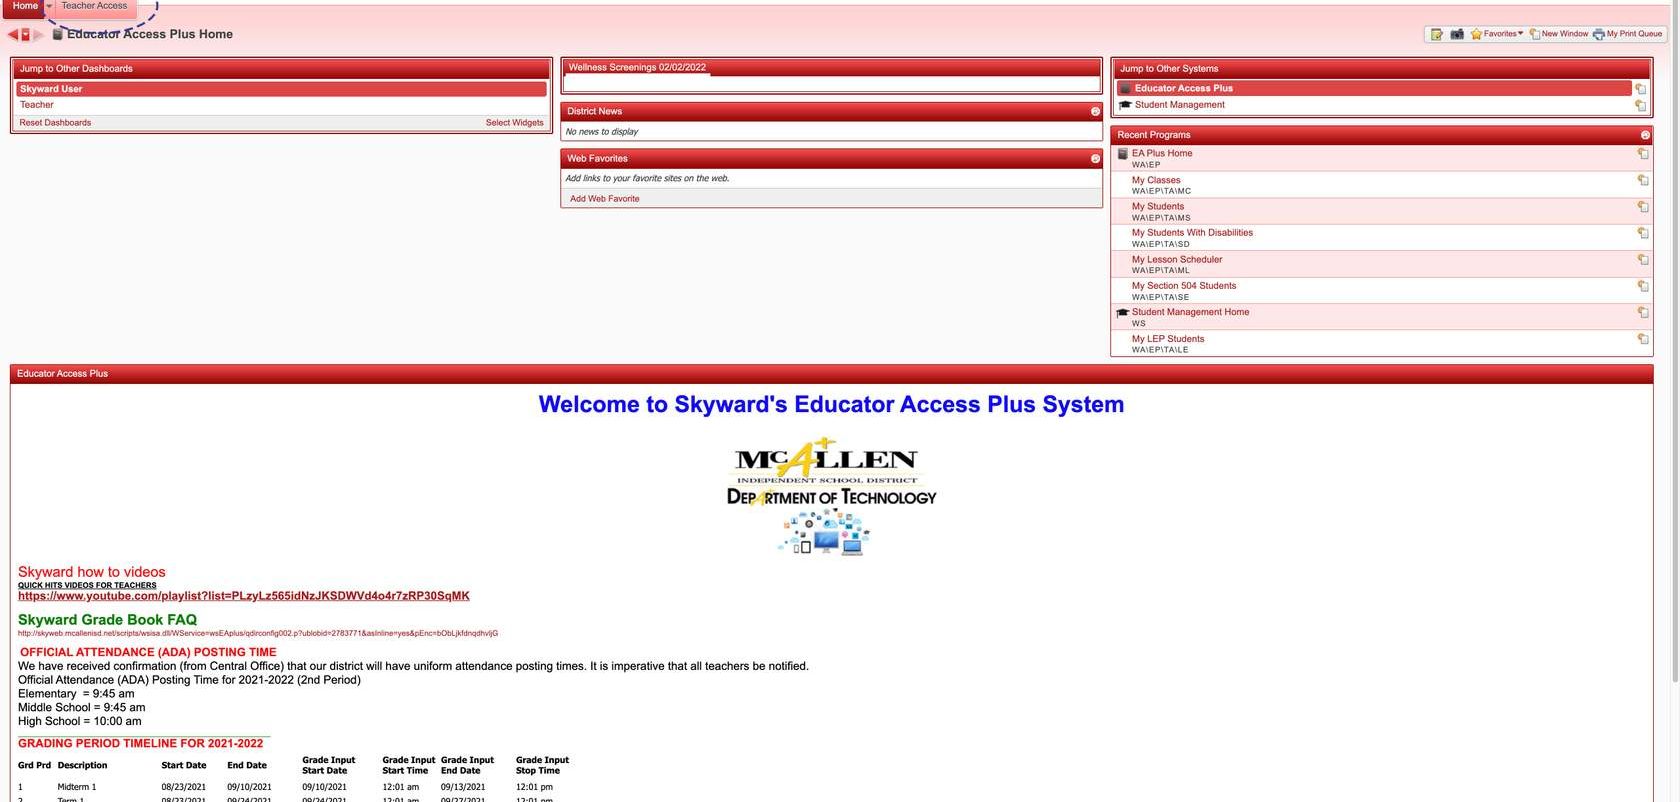 Home
Teacher Access
Educator Access Plus Home
Favorites
New Window
My Print Queue
Jump to Other Dashboards
Skyward User
Teacher
Reset Dashboards
Select Widgets
Wellness Screenings 02/02/2022
District News
No news to display
Web Favorites
Add links to your favorite sites on the web.
Add Web Favorite
Jump to Other Systems
Educator Access Plus
Student Management
Recent Programs
EA Plus Home
WA\EP
My Classes
WA\EP\TA\MC
My Students
WA\EP\TA\MS
My Students With Disabilities
WA\EP\TA\SD
My Lesson Scheduler
WA\EP\TA\ML
My Section 504 Students
WA\EP\TA\SE
Student Management Home
WS
My LEP Students
WA\EP\TA\LE
Educator Access Plus
Welcome to Skyward's Educator Access Plus System
McALLEN
INDEPENDENT SCHOOL DISTRICT
DEPARTMENT OF TECHNOLOGY
Skyward how to videos
QUICK HITS VIDEOS FOR TEACHERS
https://www.youtube.com/playlist?list=PLzyLz565idNzJKSDWVd4o4r7zRP30SqMK
Skyward Grade Book FAQ
http://skyweb.mcallenisd.net/scripts/wsisa.dll/WService=wsEAplus/qdirconfig002.p?ublobid=2783771&asInline=yes&pEnc=bObLjkfdnqdhvljG
OFFICIAL ATTENDANCE (ADA) POSTING TIME
We have received confirmation (from Central Office) that our district will have uniform attendance posting times. It is imperative that all teachers be notified.
Official Attendance (ADA) Posting Time for 2021-2022 (2nd Period)
Elementary = 9:45 am
Middle School = 9:45 am
High School = 10:00 am
GRADING PERIOD TIMELINE FOR 2021-2022
Grd Prd Description Start Date End Date Grade Input Start Date Grade Input Start Time Grade Input End Date Grade Input Stop Time
1 Midterm 1 08/23/2021 09/10/2021 09/10/2021 12:01 am 09/13/2021 12:01 pm
2 Term 1 08/23/2021 09/24/2021 09/24/2021 12:01 am 09/27/2021 12:01 pm